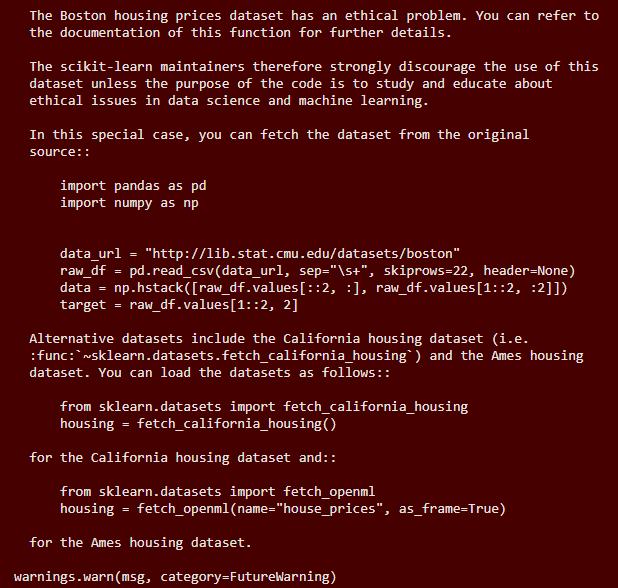 The Boston housing prices dataset has an ethical problem. You can refer to
the documentation of this function for further details.
The scikit-learn maintainers therefore strongly discourage the use of this
dataset unless the purpose of the code is to study and educate about
ethical issues in data science and machine learning.
In this special case, you can fetch the dataset from the original
source::
import pandas as pd
import numpy as np
data_url = "http://lib.stat.cmu.edu/datasets/boston"
raw_df = pd.read_csv(data_url, sep="\s+", skiprows=22, header=None)
data = np.hstack([raw_df.values[::2, :], raw_df.values[1::2, :2]])
target = raw_df.values[1::2, 2]
Alternative datasets include the California housing dataset (i.e.
:func:`~sklearn.datasets.fetch_california_housing`) and the Ames housing
dataset. You can load the datasets as follows::
from sklearn.datasets import fetch_california_housing
housing = fetch_california_housing()
for the California housing dataset and::
from sklearn.datasets import fetch_openml
housing = fetch_openml(name="house_prices", as_frame=True)
for the Ames housing dataset.
warnings.warn(msg, category=FutureWarning)